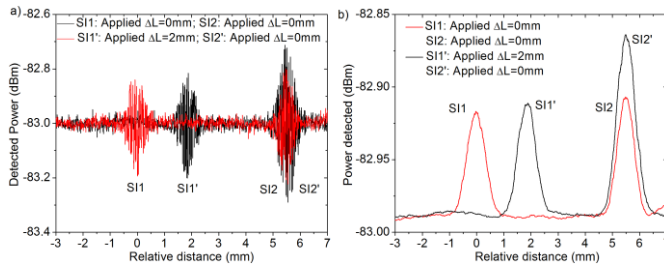 a)
SI1: Applied ΔL=0mm; SI2: Applied ΔL=0mm
SI1': Applied ΔL=2mm; SI2': Applied ΔL=0mm
Detected Power (dBm)
-82.6
-82.8
-83.0
-83.2
-83.4
SI1 SI1' SI2 SI2'
-3 -2 -1 0 1 2 3 4 5 6 7
Relative distance (mm)
b)
SI1: Applied ΔL=0mm
SI2: Applied ΔL=0mm
SI1': Applied ΔL=2mm
SI2': Applied ΔL=0mm
Power detected (dBm)
-82.85
-82.90
-82.95
-83.00
SI2'
SI1 SI1' SI2
-3 -2 -1 0 1 2 3 4 5 6
Relative distance (mm)